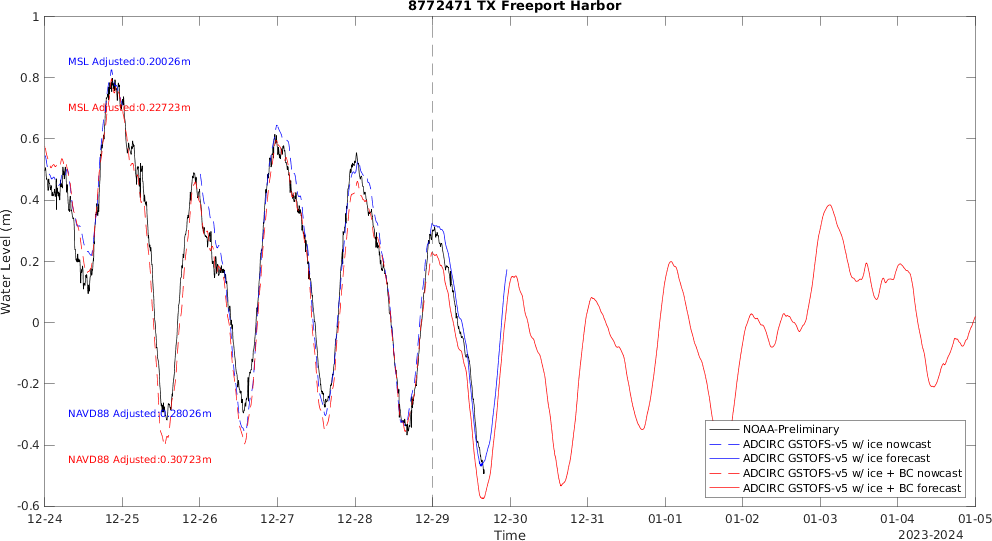 8772471 TX Freeport Harbor
Water Level (m)
1
0.8
0.6
0.4
0.2
0
-0.2
-0.4
-0.6
MSL Adjusted:0.20026m
MSL Adjusted:0.22723m
NAVD88 Adjusted:0.28026m
NAVD88 Adjusted:0.30723m
NOAA-Preliminary
ADCIRC GSTOFS-v5 w/ ice nowcast
ADCIRC GSTOFS-v5 w/ ice forecast
ADCIRC GSTOFS-v5 w/ ice + BC nowcast
ADCIRC GSTOFS-v5 w/ ice + BC forecast
12-24 12-25 12-26 12-27 12-28 12-29 12-30 12-31 01-01 01-02 01-03 01-04 01-05
Time
2023-2024